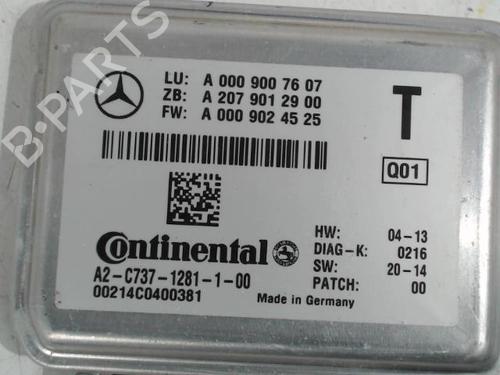 B-PARTS
LU: A 000 900 76 07
ZB: A 207 901 29 00
FW: A 000 902 45 25
T
Q01
Continental
A2-C737-1281-1-00
00214C0400381
HW: 04-13
DIAG-K: 0216
SW: 20-14
PATCH: 00
Made in Germany